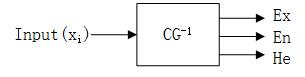 Input(xᵢ)
CG⁻¹
Ex
En
He